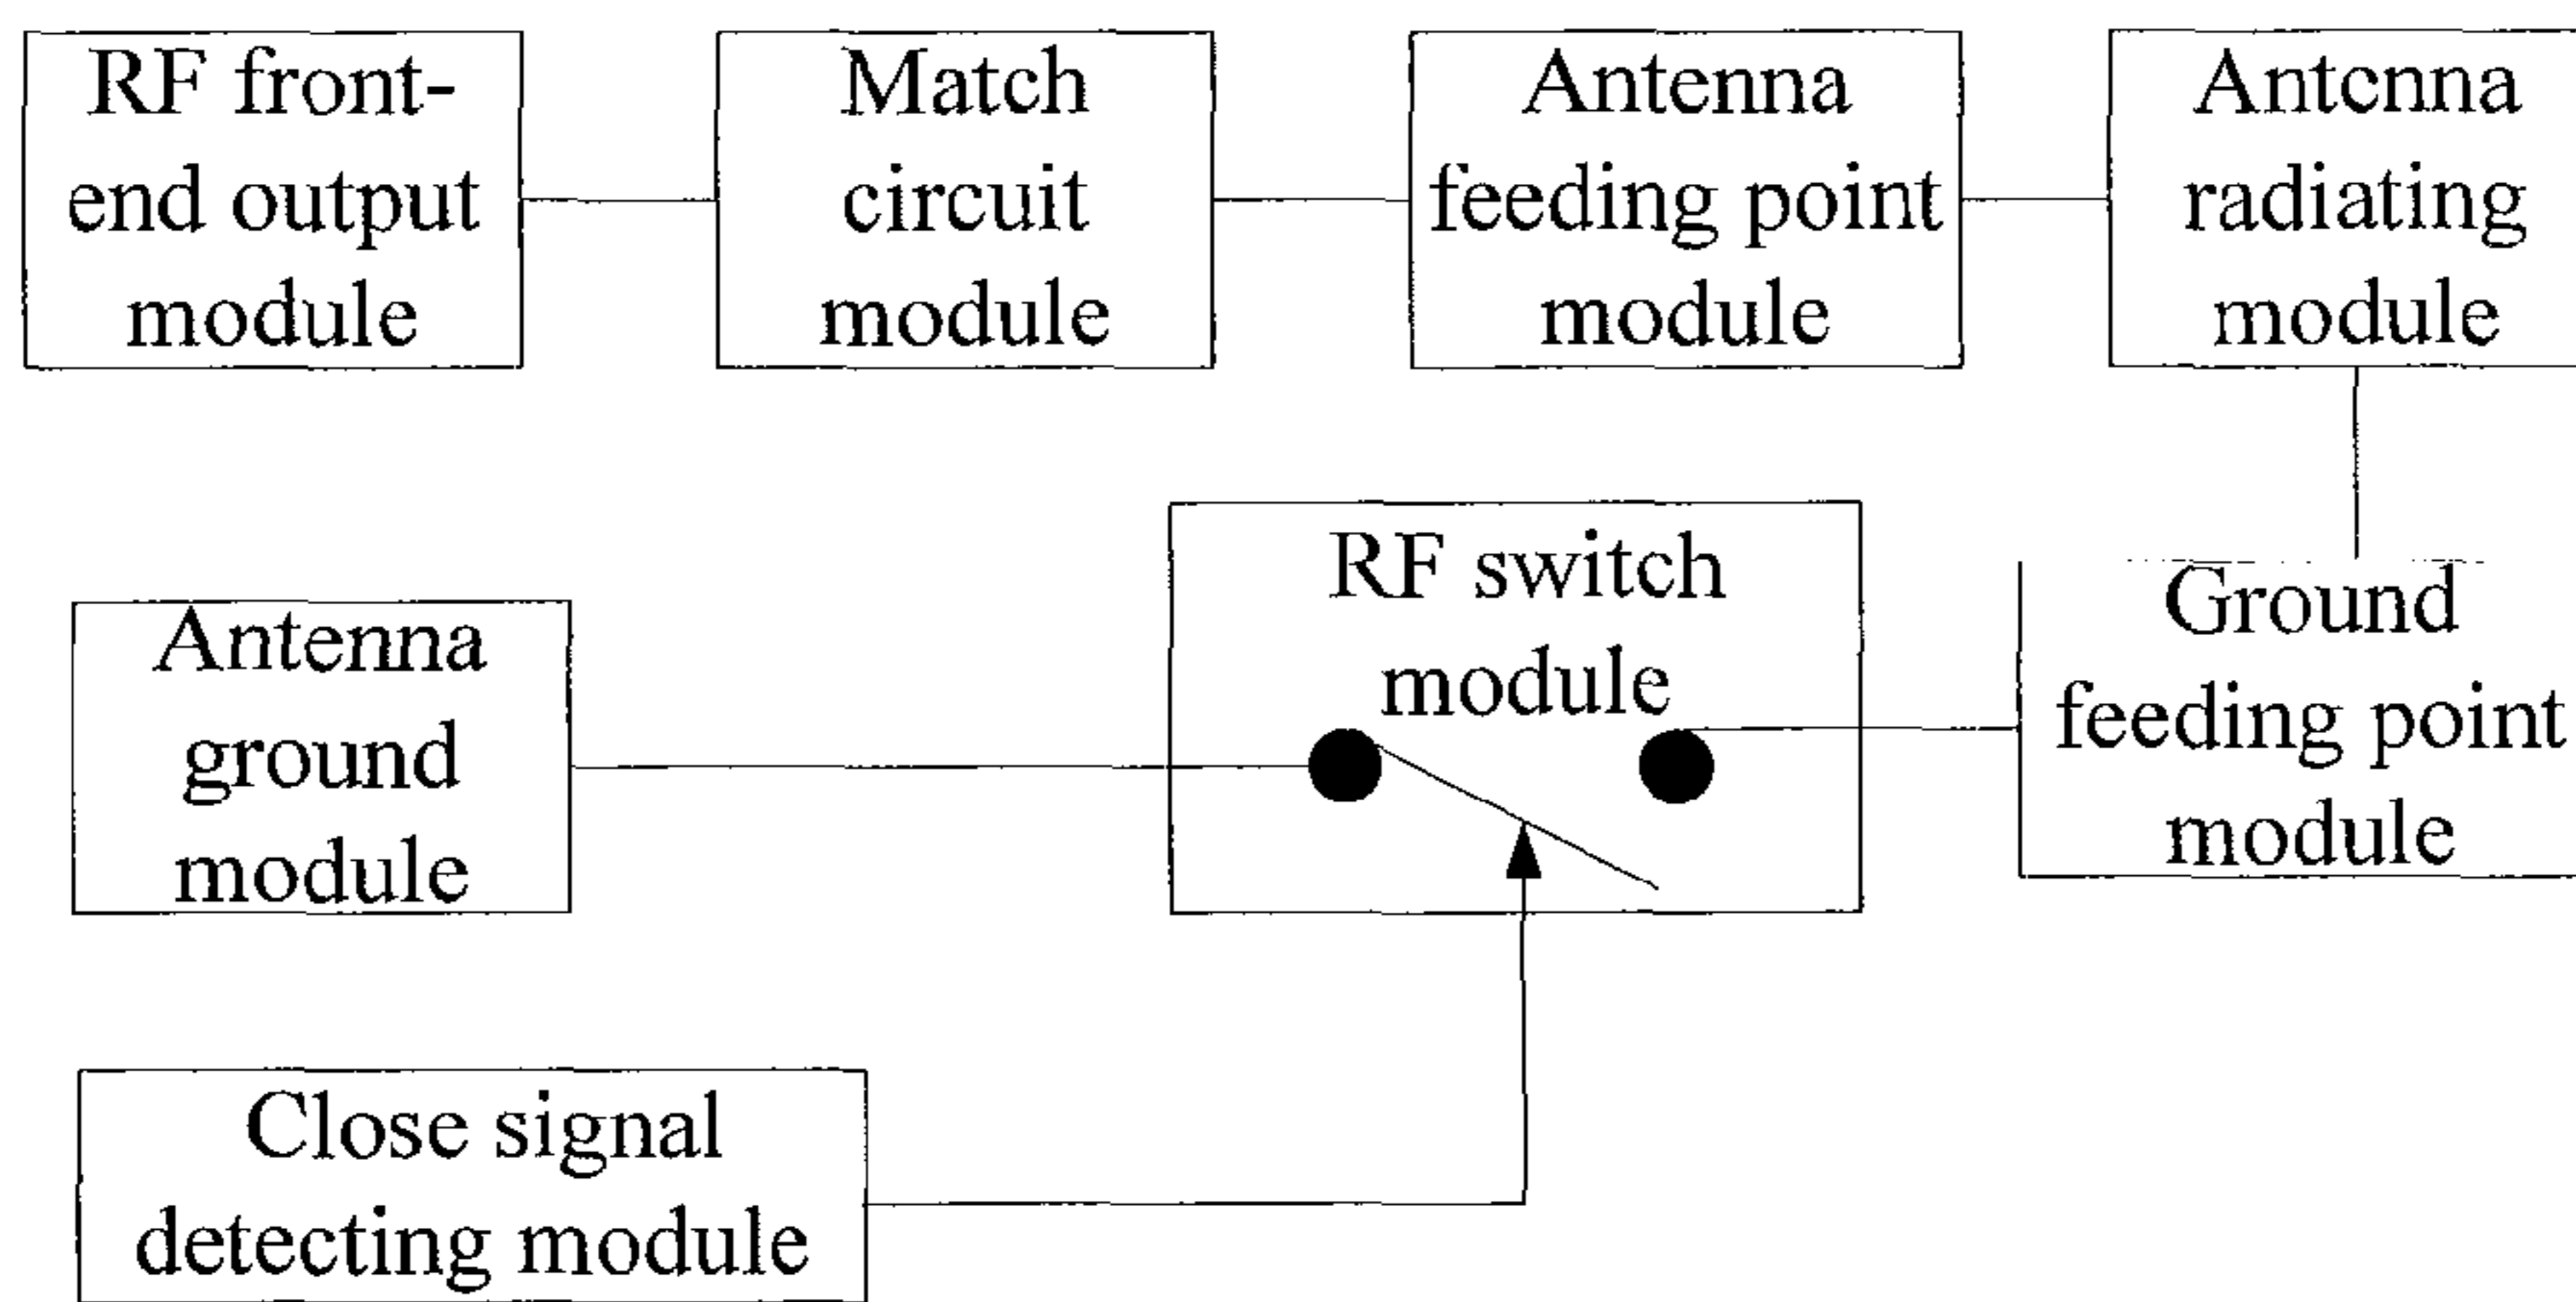 RF front-
end output
module
Match
circuit
module
Antenna
feeding point
module
Antenna
radiating
module
RF switch
module
Ground
feeding point
module
Antenna
ground
module
Close signal
detecting module